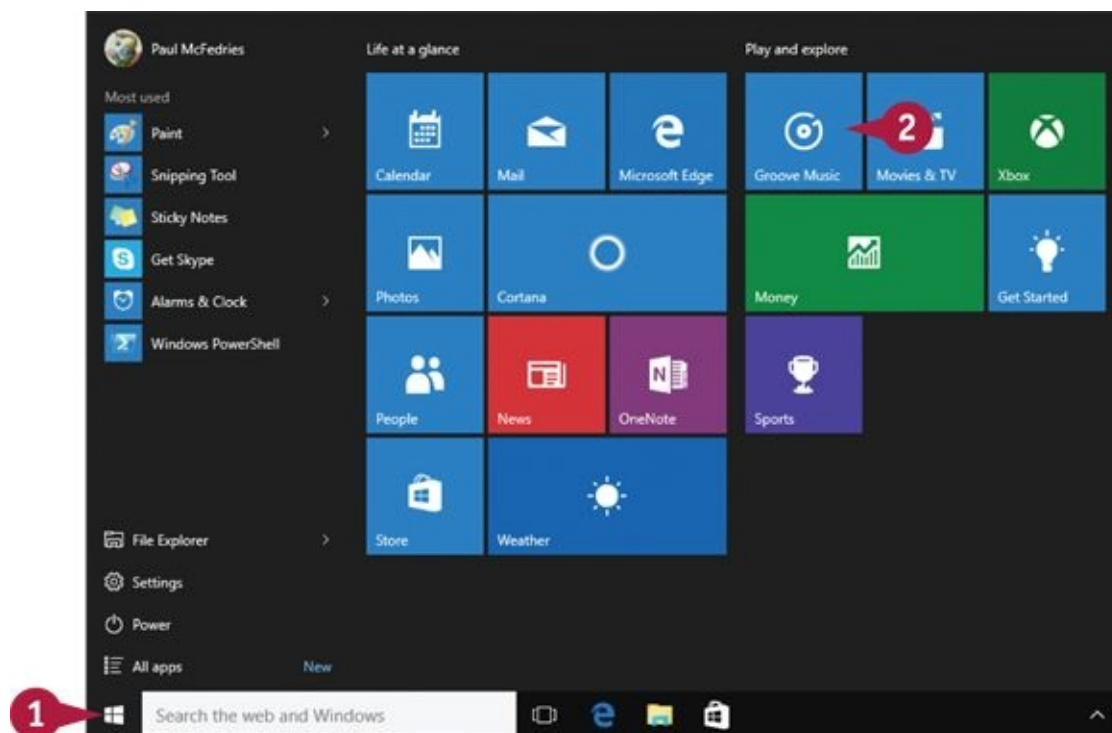 Paul McFedries
Most used
Paint
Snipping Tool
Sticky Notes
Get Skype
Alarms & Clock
Windows PowerShell
File Explorer
Settings
Power
All apps New
Life at a glance
Calendar Mail Microsoft Edge
Photos Cortana
People News OneNote
Store Weather
Play and explore
2
Groove Music Movies & TV Xbox
Money Get Started
Sports
1 Search the web and Windows